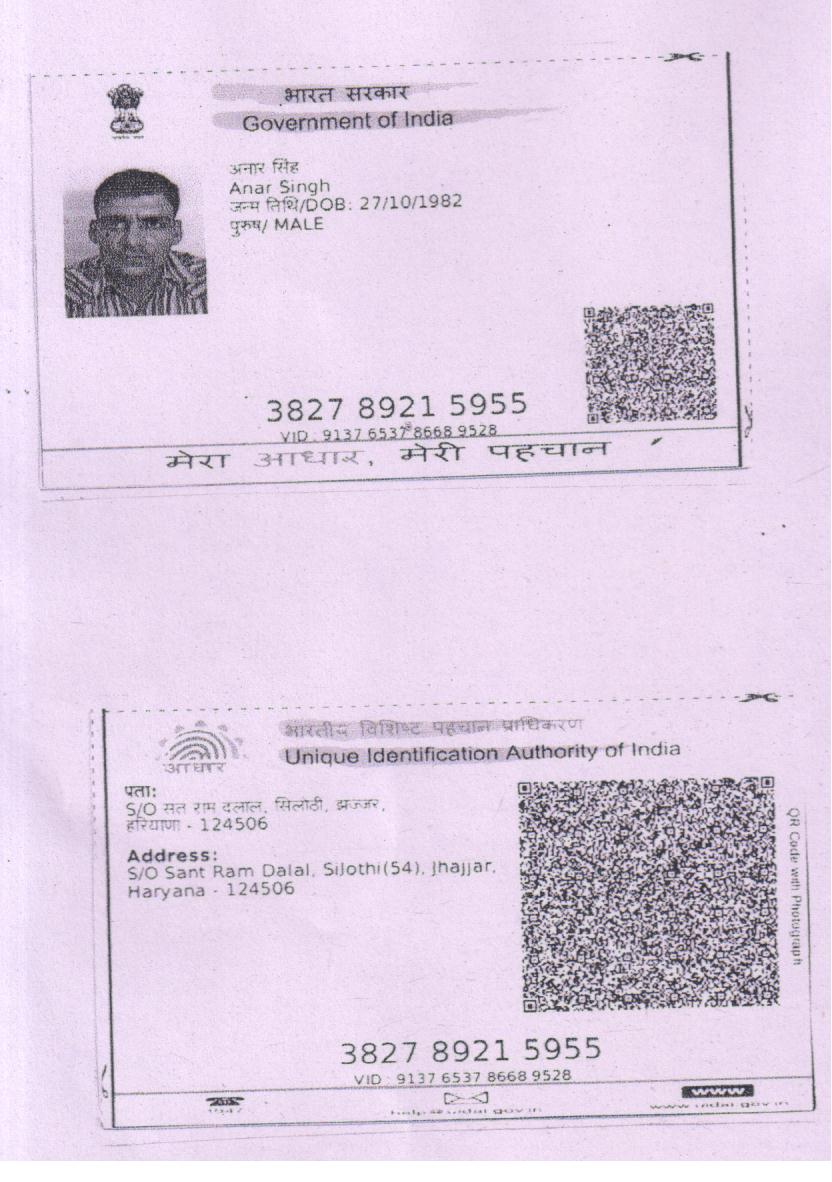 भारत सरकार
Government of India
अनार सिंह
Anar Singh
जन्म तिथि/DOB: 27/10/1982
पुरुष/ MALE
3827 8921 5955
VID : 9137 6537 8668 9528
मेरा आधार, मेरी पहचान
भारतीय विशिष्ट पहचान प्राधिकरण
Unique Identification Authority of India
आधार
पता:
S/O सत राम दलाल, सिलोठी, झज्जर,
हरियाणा - 124506
Address:
S/O Sant Ram Dalal, Silothi(54), Jhajjar,
Haryana - 124506
QR Code with Photograph
3827 8921 5955
VID : 9137 6537 8668 9528
www
1947
help@uidai.gov.in
www.uidai.gov.in